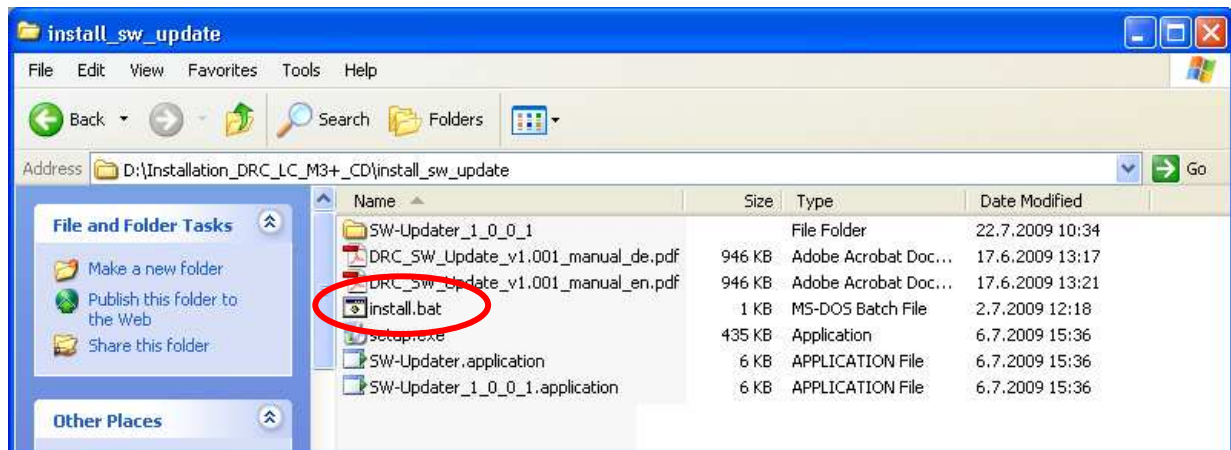 install_sw_update
File Edit View Favorites Tools Help
Back Search Folders
Address D:\Installation_DRC_LC_M3+_CD\install_sw_update Go
File and Folder Tasks
Make a new folder
Publish this folder to
the Web
Share this folder
Other Places
Name Size Type Date Modified
SW-Updater_1_0_0_1 File Folder 22.7.2009 10:34
DRC_SW_Update_v1.001_manual_de.pdf 946 KB Adobe Acrobat Doc... 17.6.2009 13:17
DRC_SW_Update_v1.001_manual_en.pdf 946 KB Adobe Acrobat Doc... 17.6.2009 13:21
install.bat 1 KB MS-DOS Batch File 2.7.2009 12:18
setup.exe 435 KB Application 6.7.2009 15:36
SW-Updater.application 6 KB APPLICATION File 6.7.2009 15:36
SW-Updater_1_0_0_1.application 6 KB APPLICATION File 6.7.2009 15:36